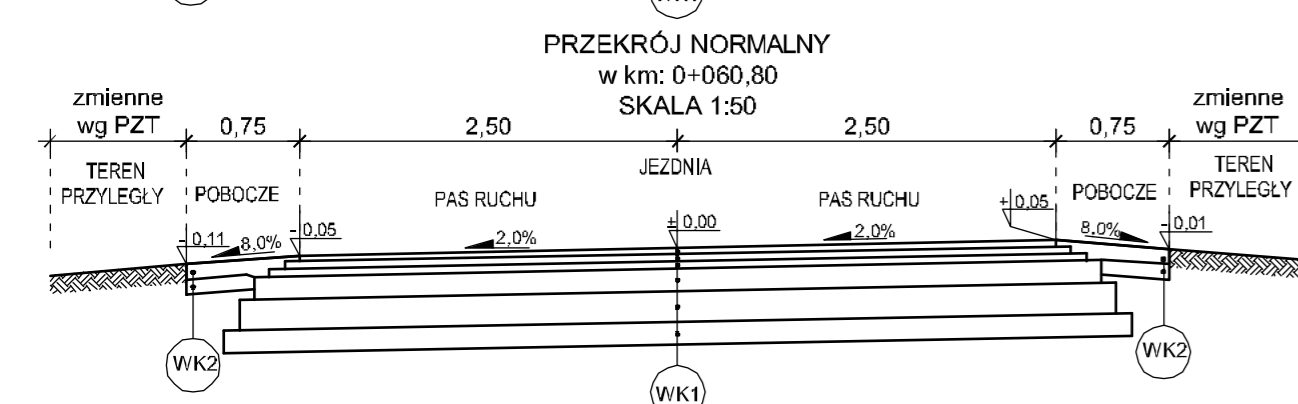 PRZEKRÓJ NORMALNY
w km: 0+060,80
SKALA 1:50
zmienne
wg PZT
0,75
2,50
2,50
0,75
zmienne
wg PZT
TEREN
PRZYLEGŁY
POBOCZE
PAS RUCHU
JEZDNIA
PAS RUCHU
POBOCZE
TEREN
PRZYLEGŁY
- 0,11
8,0%
- 0,05
2,0%
± 0,00
2,0%
+ 0,05
8,0%
- 0,01
WK2
WK1
WK2